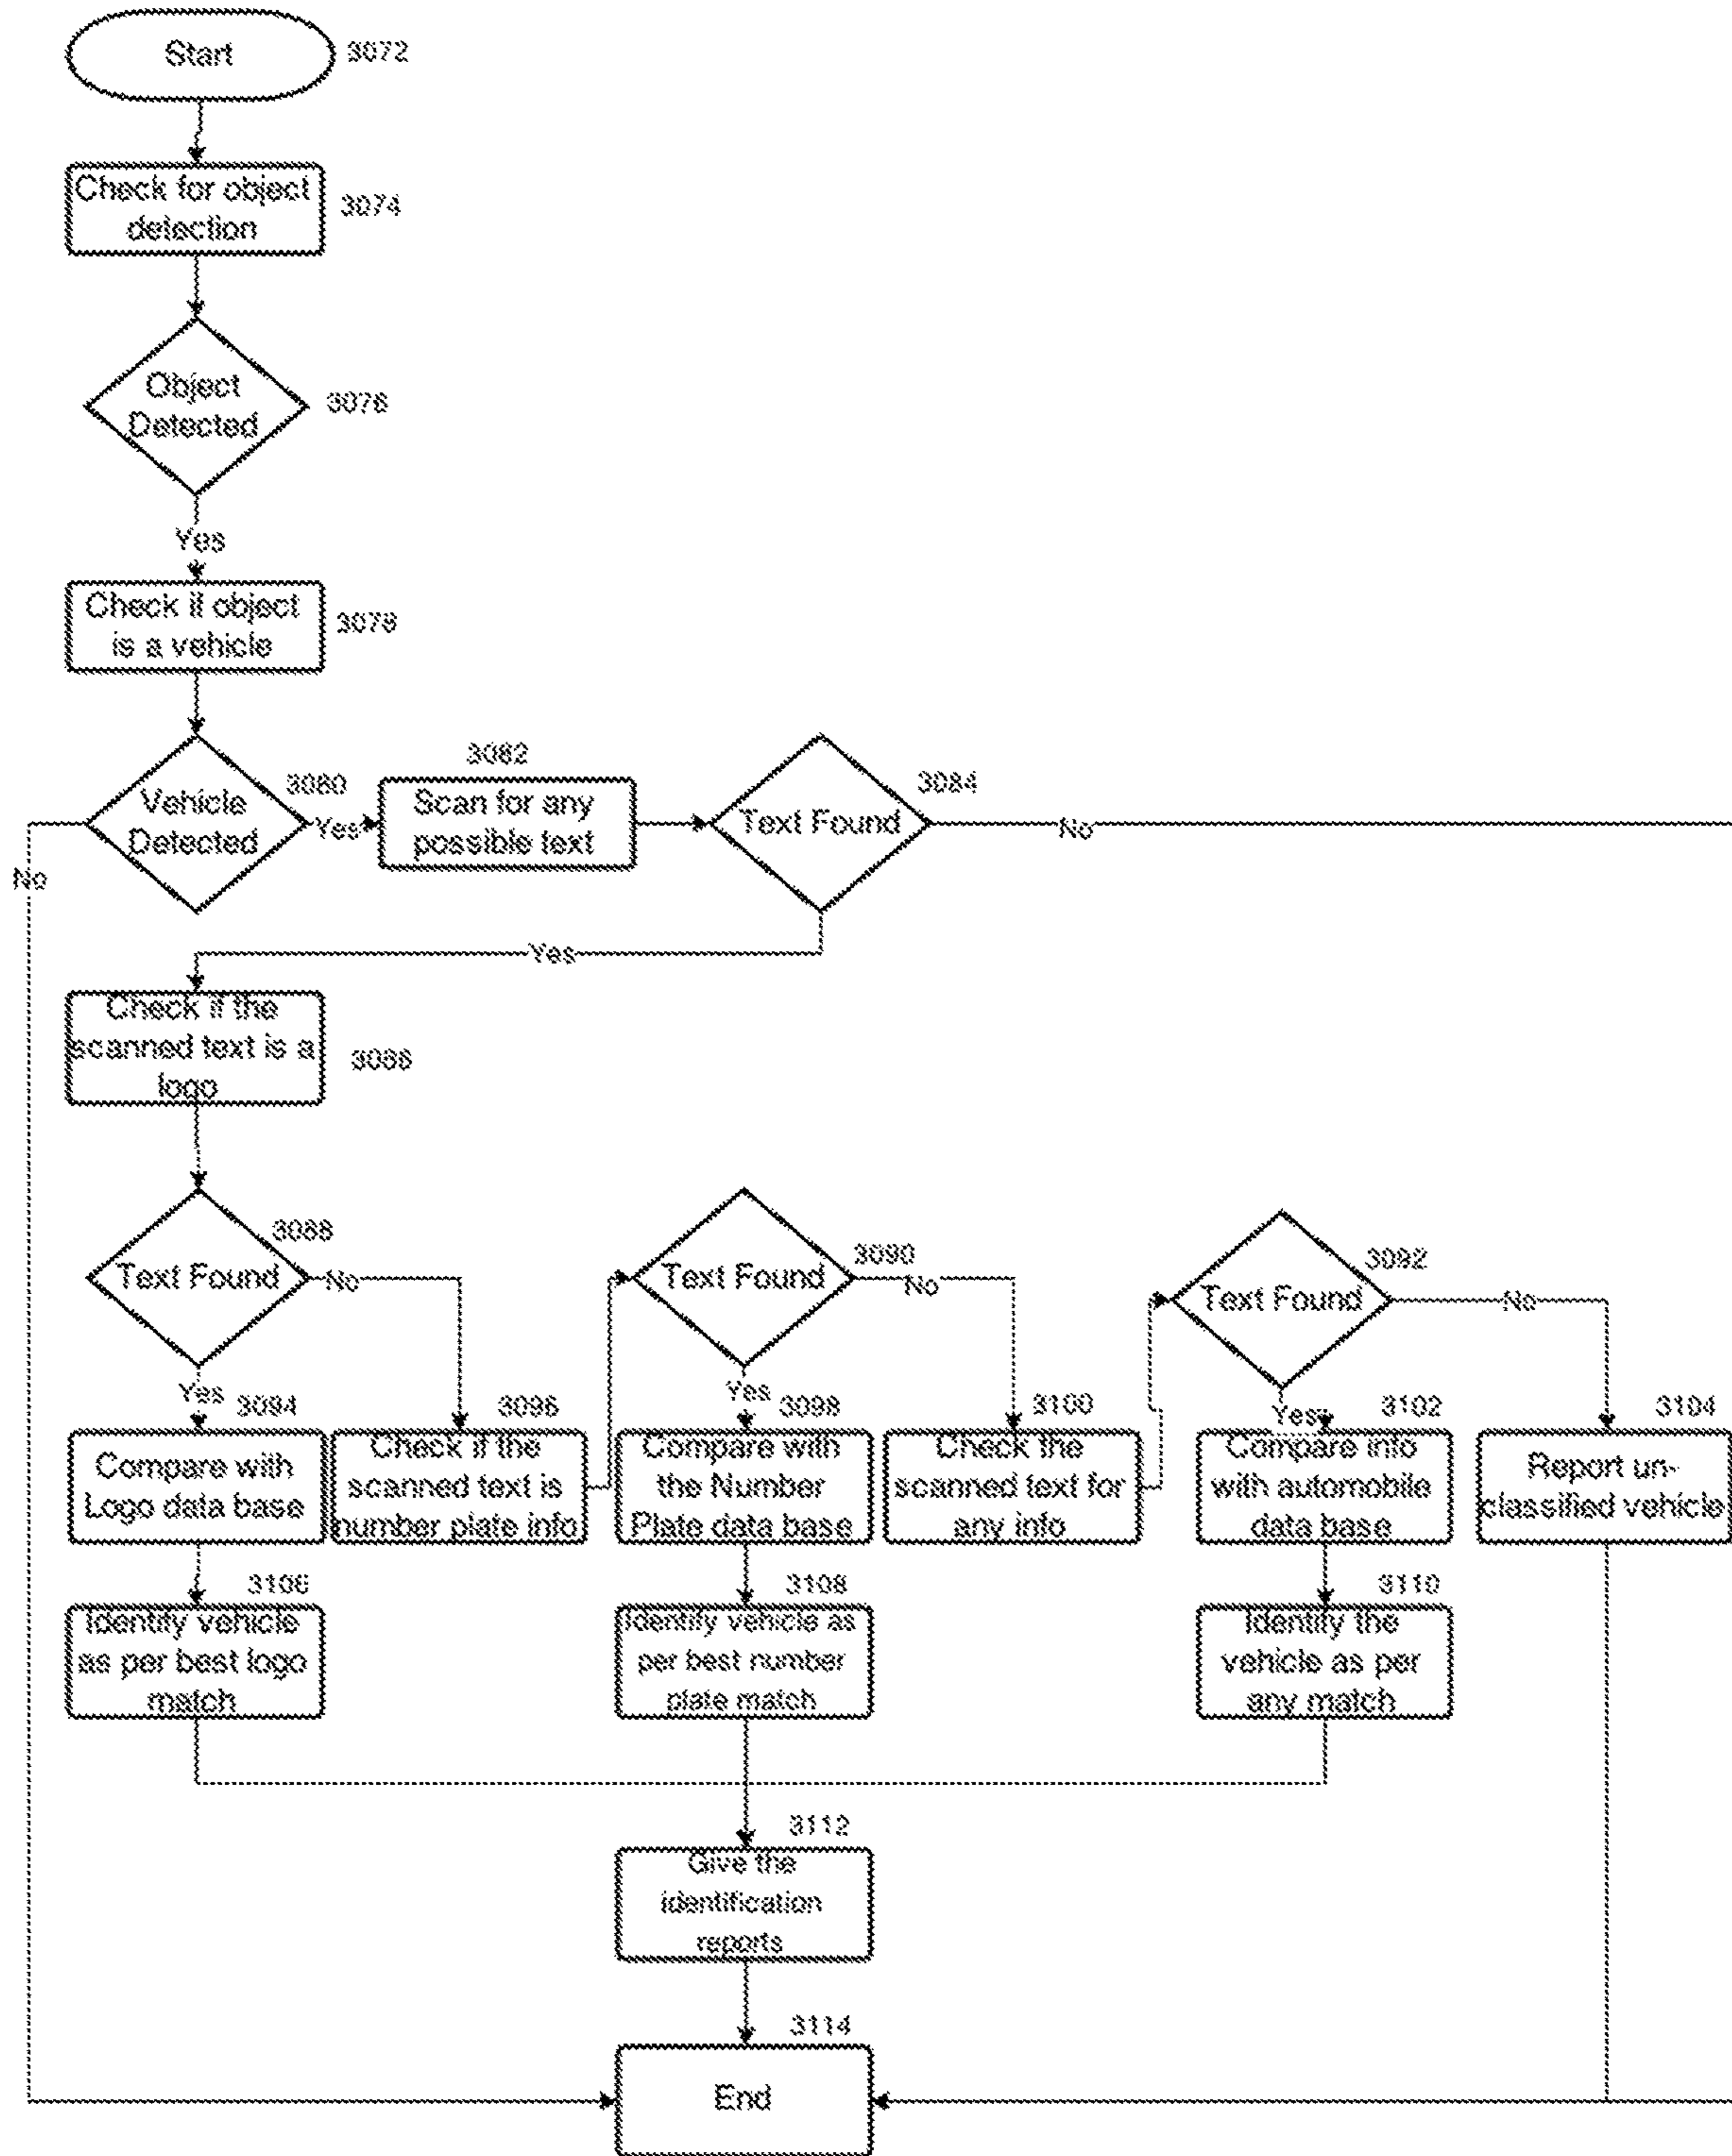 Start
3072
Check for object
detection
3074
Object
Detected
3076
Yes
Check if object
is a vehicle
3078
Vehicle
Detected
3080
Yes
No
3082
Scan for any
possible text
Text Found
3084
No
Yes
Check if the
scanned text is a
logo
3086
Text Found
3088
No
Text Found
3090
No
Text Found
3092
No
Yes
3094
Compare with
Logo data base
3096
Check if the
scanned text is
number plate info
Yes
3098
Compare with
the Number
Plate data base
3100
Check the
scanned text for
any info
Yes
3102
Compare info
with automobile
data base
3104
Report un-
classified vehicle
3106
Identify vehicle
as per best logo
match
3108
Identify vehicle as
per best number
plate match
3110
Identify the
vehicle as per
any match
3112
Give the
identification
reports
3114
End